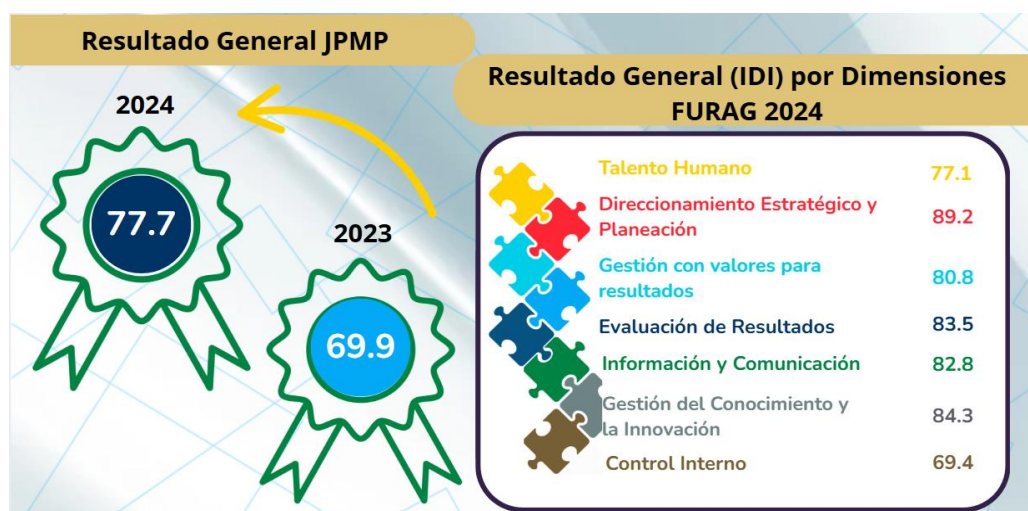 Resultado General JPMP
2024
77.7
2023
69.9
Resultado General (IDI) por Dimensiones
FURAG 2024
Talento Humano 77.1
Direccionamiento Estratégico y
Planeación 89.2
Gestión con valores para
resultados 80.8
Evaluación de Resultados 83.5
Información y Comunicación 82.8
Gestión del Conocimiento y
la Innovación 84.3
Control Interno 69.4